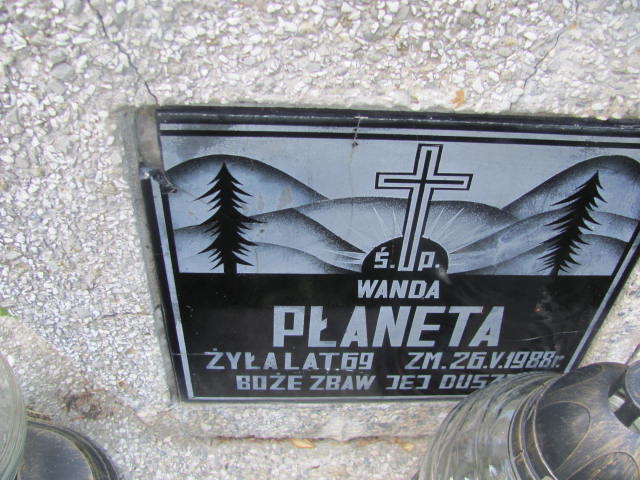 Ś. P.
WANDA
PŁANETA
ŻYŁA LAT.69 ZM.26.V.1988r.
BOŻE ZBAW JEJ